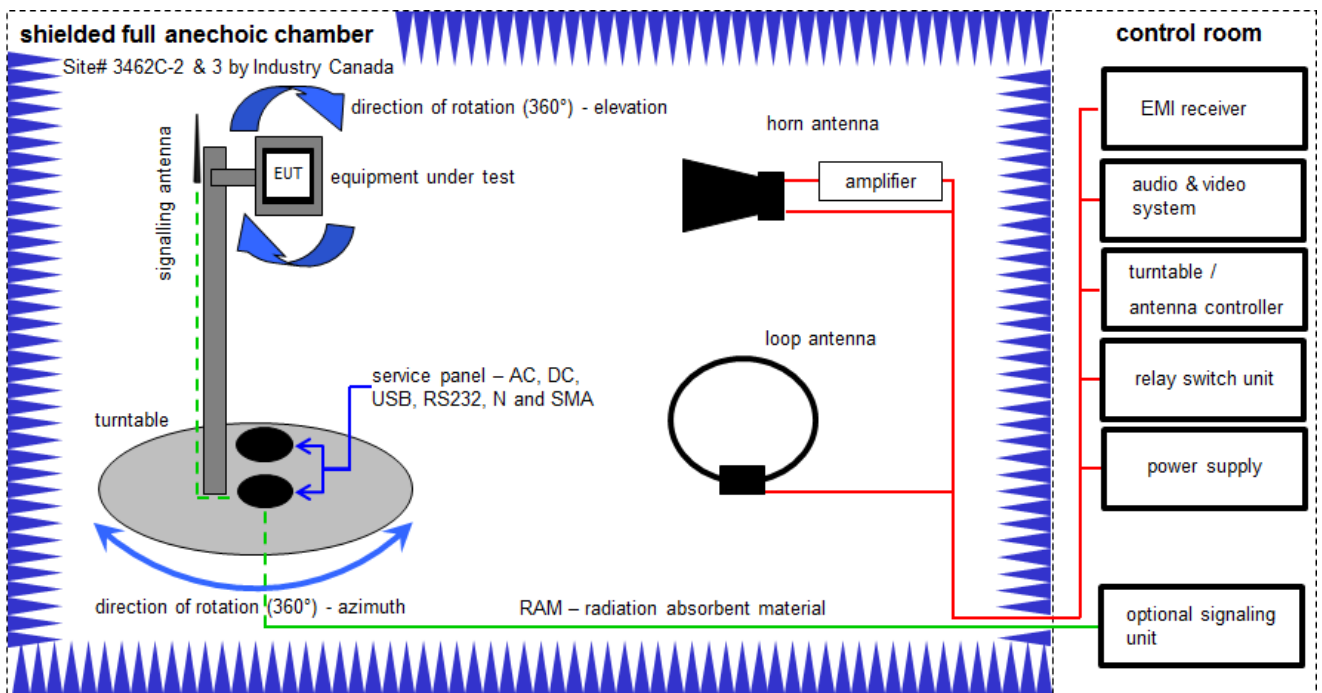 shielded full anechoic chamber
control room
Site# 3462C-2 & 3 by Industry Canada
direction of rotation (360°) - elevation
signalling antenna
EUT
equipment under test
horn antenna
amplifier
loop antenna
service panel – AC, DC,
USB, RS232, N and SMA
turntable
direction of rotation (360°) - azimuth
RAM – radiation absorbent material
EMI receiver
audio & video
system
turntable /
antenna controller
relay switch unit
power supply
optional signaling
unit